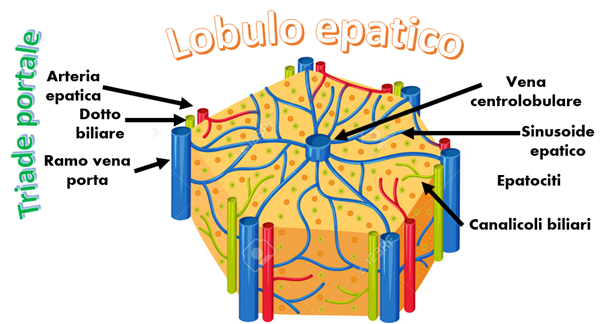 Lobulo epatico
Triade portale
Arteria
epatica
Dotto
biliare
Ramo vena
porta
Vena
centrolobulare
Sinusoide
epatico
Epatociti
Canalicoli biliari